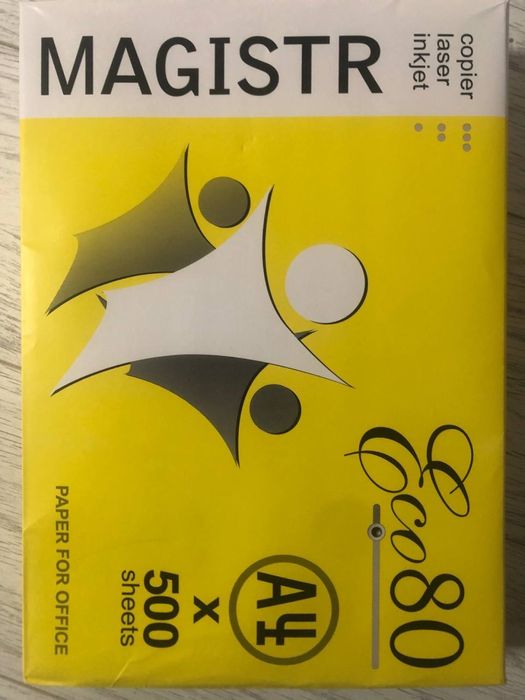 MAGISTR
copier
laser
inkjet
Eco80
A4
x
500
sheets
PAPER FOR OFFICE